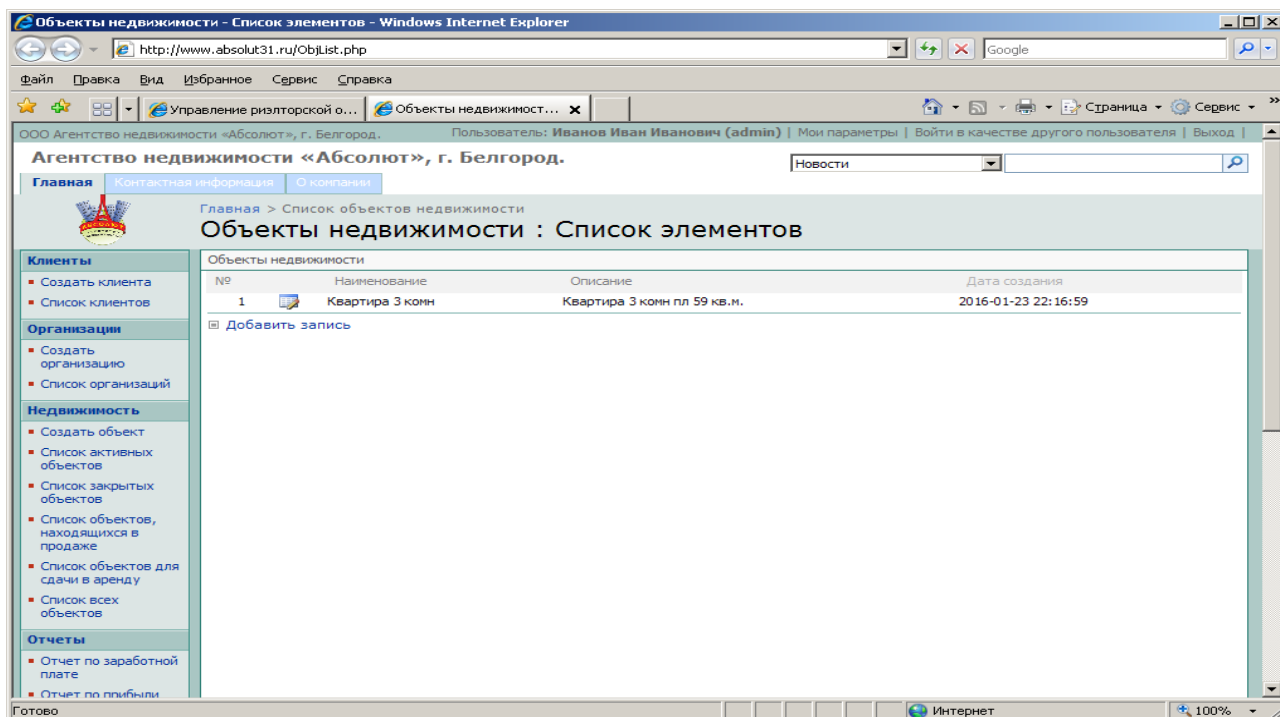 Объекты недвижимости - Список элементов - Windows Internet Explorer
http://www.absolut31.ru/ObjList.php
Google
Файл Правка Вид Избранное Сервис Справка
Управление риэлторской о...
Объекты недвижимост...
Страница
Сервис
ООО Агентство недвижимости «Абсолют», г. Белгород.
Пользователь: Иванов Иван Иванович (admin) | Мои параметры | Войти в качестве другого пользователя | Выход |
Агентство недвижимости «Абсолют», г. Белгород.
Новости
Главная
Контактная информация
О компании
АБСОЛЮТ
Главная > Список объектов недвижимости
Объекты недвижимости : Список элементов
Клиенты
Создать клиента
Список клиентов
Организации
Создать
организацию
Список организаций
Недвижимость
Создать объект
Список активных
объектов
Список закрытых
объектов
Список объектов,
находящихся в
продаже
Список объектов для
сдачи в аренду
Список всех
объектов
Отчеты
Отчет по заработной
плате
Отчет по прибыли
Объекты недвижимости
№ Наименование Описание Дата создания
1 Квартира 3 комн Квартира 3 комн пл 59 кв.м. 2016-01-23 22:16:59
Добавить запись
Готово
Интернет
100%